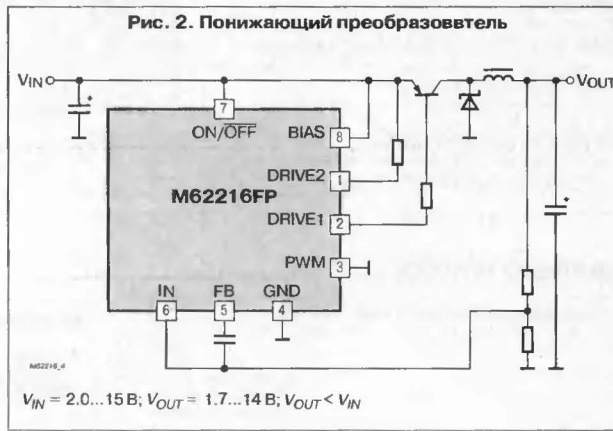 Рис. 2. Понижающий преобразоввтель
VIN
VOUT
7
ON/OFF
BIAS 8
DRIVE2 1
M62216FP
DRIVE1 2
PWM 3
IN FB GND
6 5 4
M62216_4
VIN = 2.0...15 В; VOUT = 1.7...14 В; VOUT < VIN